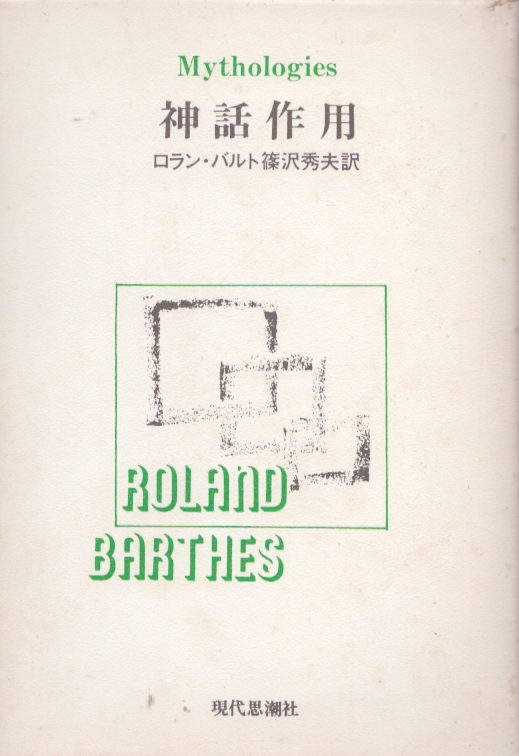 Mythologies
神話作用
ロラン・バルト篠沢秀夫訳
ROLAND
BARTHES
現代思潮社